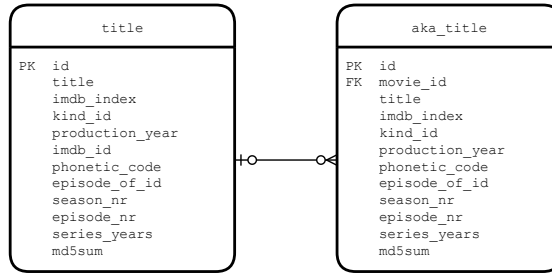 title
PK id
title
imdb_index
kind_id
production_year
imdb_id
phonetic_code
episode_of_id
season_nr
episode_nr
series_years
md5sum
aka_title
PK id
FK movie_id
title
imdb_index
kind_id
production_year
phonetic_code
episode_of_id
season_nr
episode_nr
series_years
md5sum